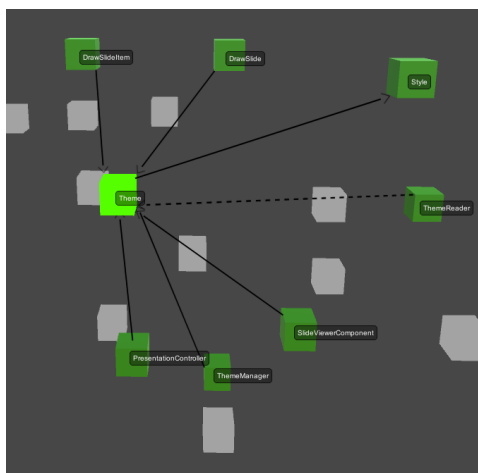 DrawSlideItem
DrawSlide
Style
Theme
ThemeReader
SlideViewerComponent
PresentationController
ThemeManager